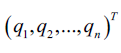 (q₁, q₂, ..., qₙ)ᵀ